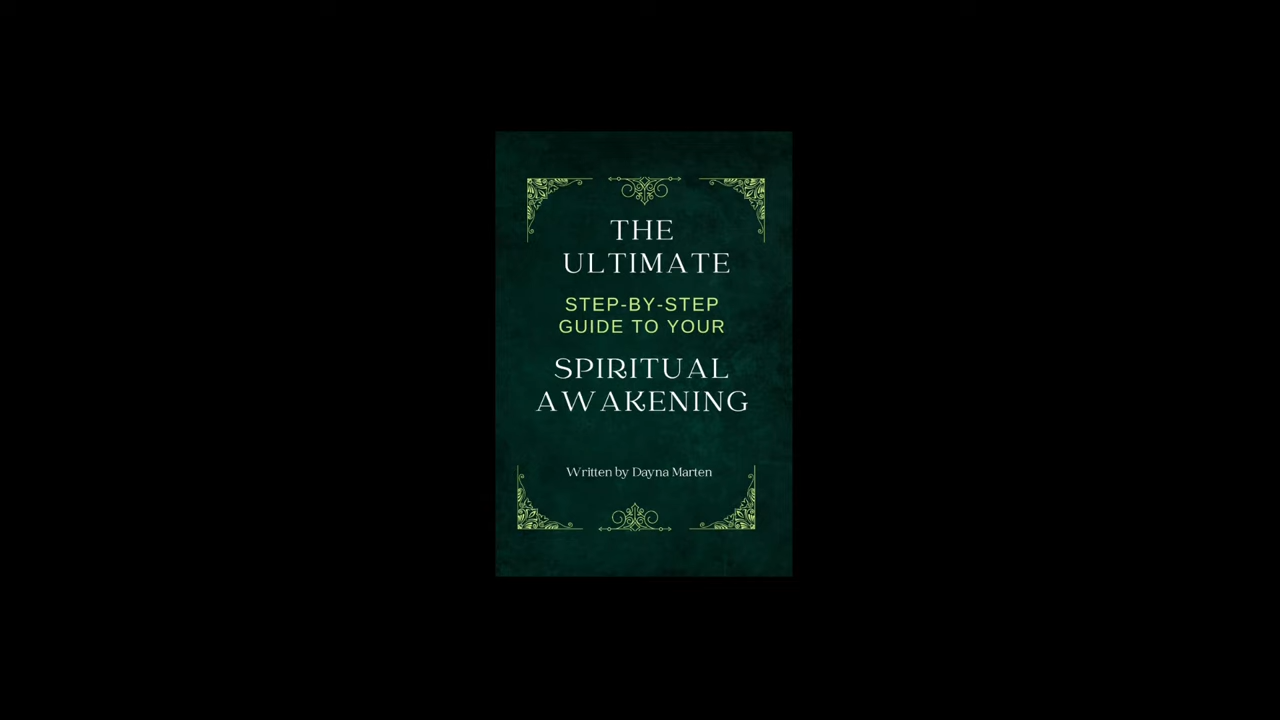 THE
ULTIMATE
STEP-BY-STEP
GUIDE TO YOUR
SPIRITUAL
AWAKENING
Written by Dayna Marten